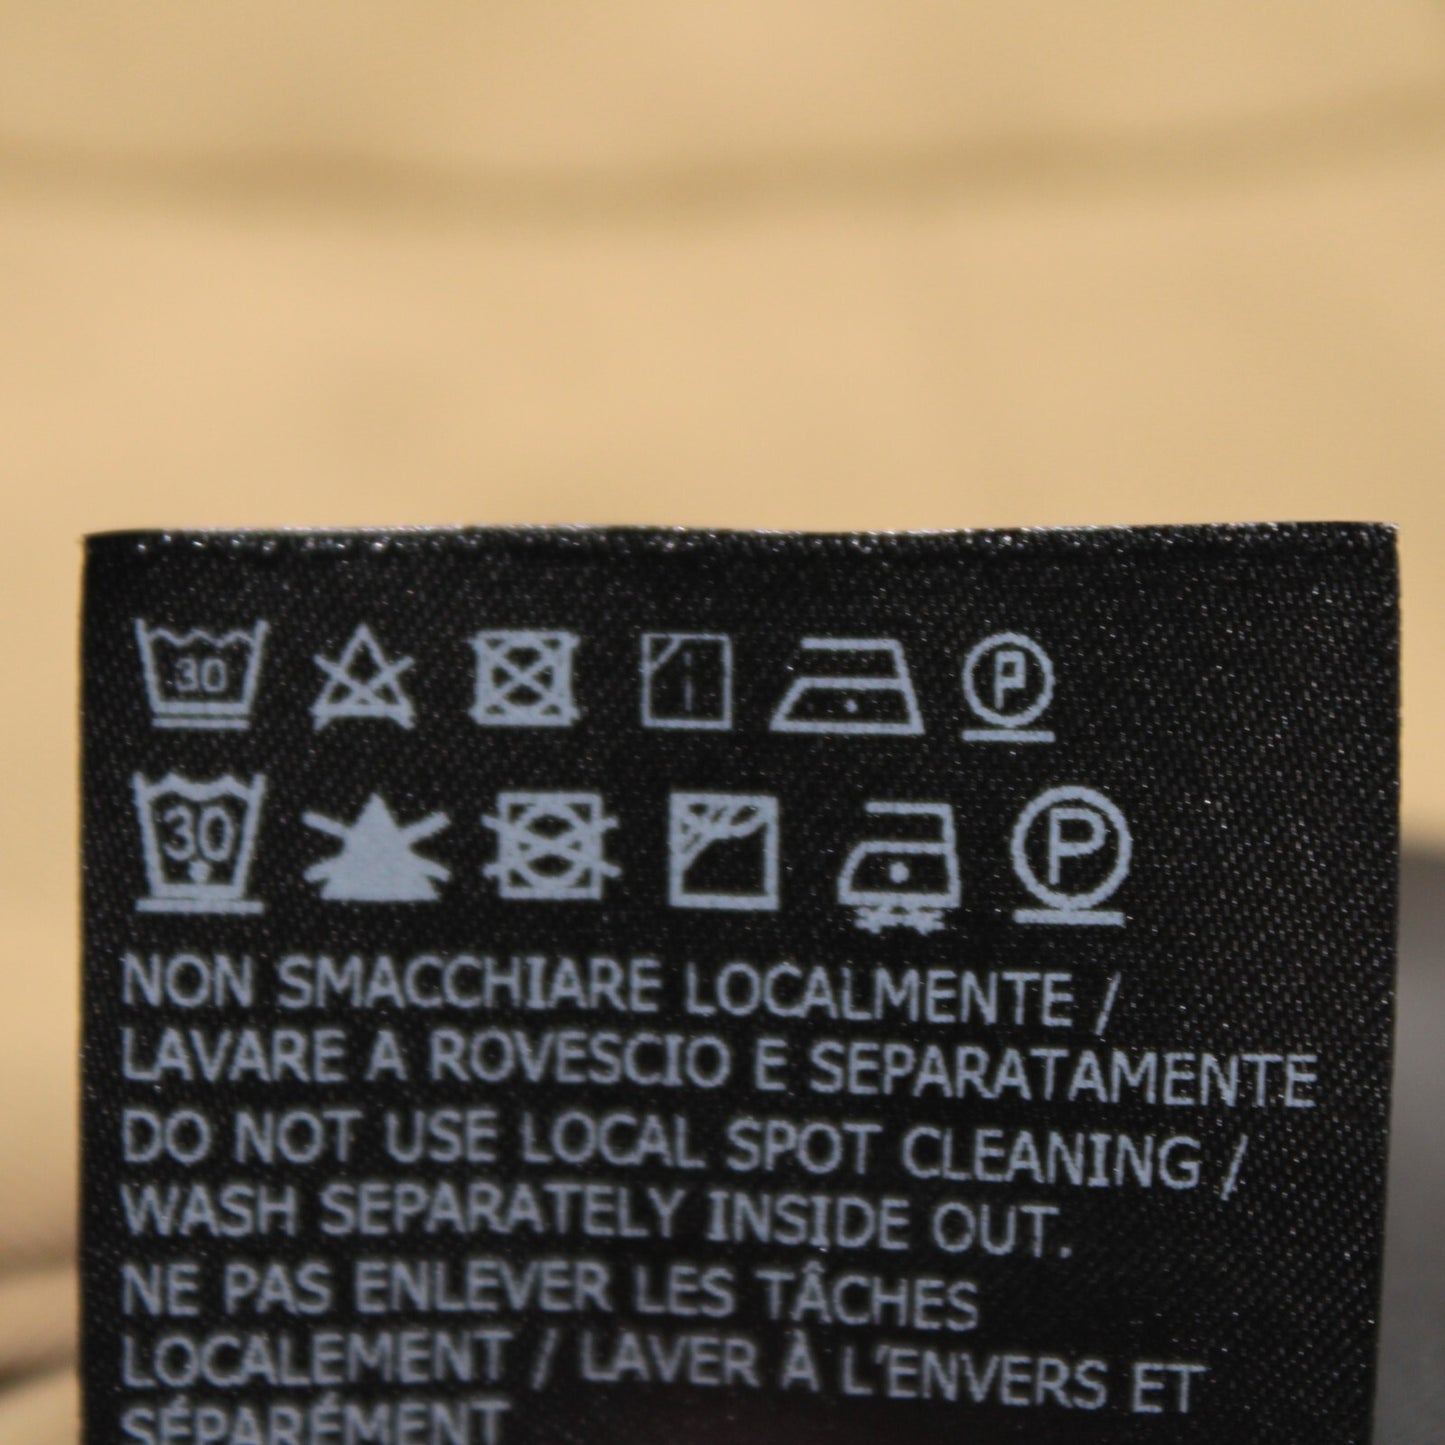 30 P
30 P
NON SMACCHIARE LOCALMENTE /
LAVARE A ROVESCIO E SEPARATAMENTE
DO NOT USE LOCAL SPOT CLEANING /
WASH SEPARATELY INSIDE OUT.
NE PAS ENLEVER LES TÂCHES
LOCALEMENT / LAVER À L'ENVERS ET
SÉPARÉMENT